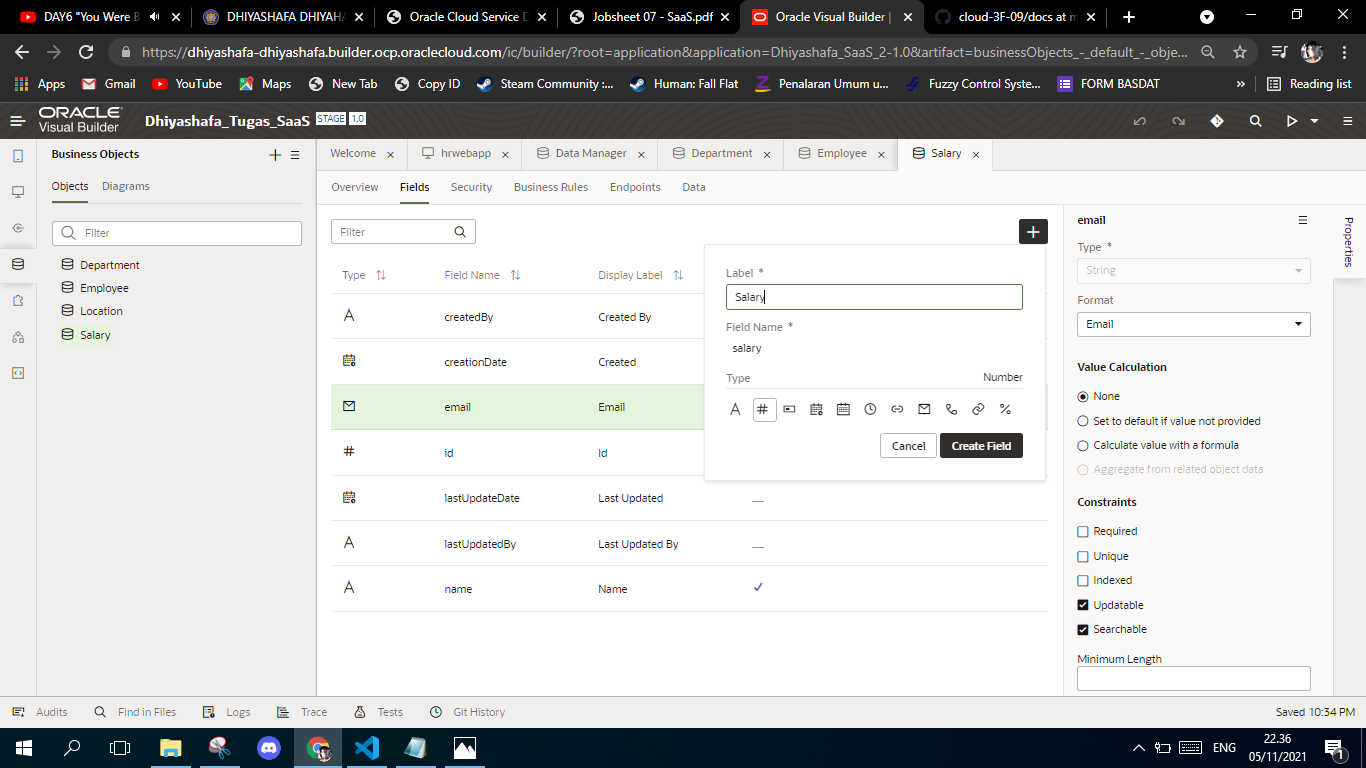 DAY6 "You Were B
DHIYASHAFA DHIYAHA
Oracle Cloud Service D
Jobsheet 07 - SaaS.pdf
Oracle Visual Builder |
cloud-3F-09/docs at m
https://dhiyashafa-dhiyashafa.builder.ocp.oraclecloud.com/ic/builder/?root=application&application=Dhiyashafa_SaaS_2-1.0&artifact=businessObjects_-_default_-_obje...
Apps Gmail YouTube Maps New Tab Copy ID Steam Community :... Human: Fall Flat Penalaran Umum u... Fuzzy Control Syste... FORM BASDAT » Reading list
ORACLE
Visual Builder
Dhiyashafa_Tugas_SaaS STAGE 1.0
Business Objects
Objects Diagrams
Filter
Department
Employee
Location
Salary
Welcome hrwebapp Data Manager Department Employee Salary
Overview Fields Security Business Rules Endpoints Data
Filter
Type Field Name Display Label
createdBy Created By
creationDate Created
email Email
id Id
lastUpdateDate Last Updated
lastUpdatedBy Last Updated By
name Name
Label *
Salary
Field Name *
salary
Type Number
Cancel Create Field
email
Type *
String
Format
Email
Value Calculation
None
Set to default if value not provided
Calculate value with a formula
Aggregate from related object data
Constraints
Required
Unique
Indexed
Updatable
Searchable
Minimum Length
Properties
Audits Find in Files Logs Trace Tests Git History Saved 10:34 PM
ENG
22.36
05/11/2021
1